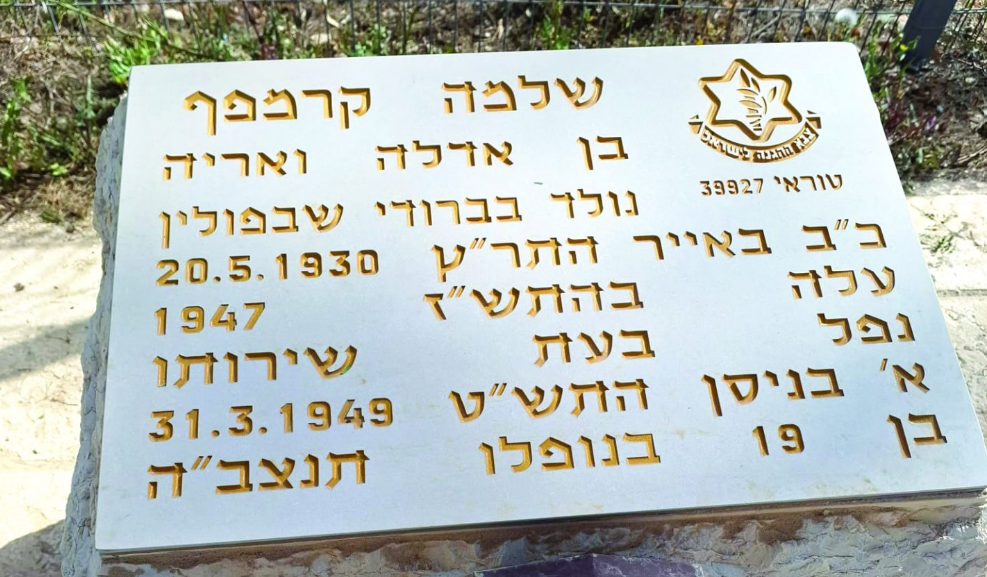 שלמה קרמפף
בן אדלה ואריה
נולד בברודי שבפולין
כ״ב באייר התר״ץ 20.5.1930
עלה בהתש״ז 1947
נפל בעת שירותו
א׳ בניסן התש״ט 31.3.1949
בן 19 בנופלו תנצב״ה
צבא ההגנה לישראל
טוראי 39927